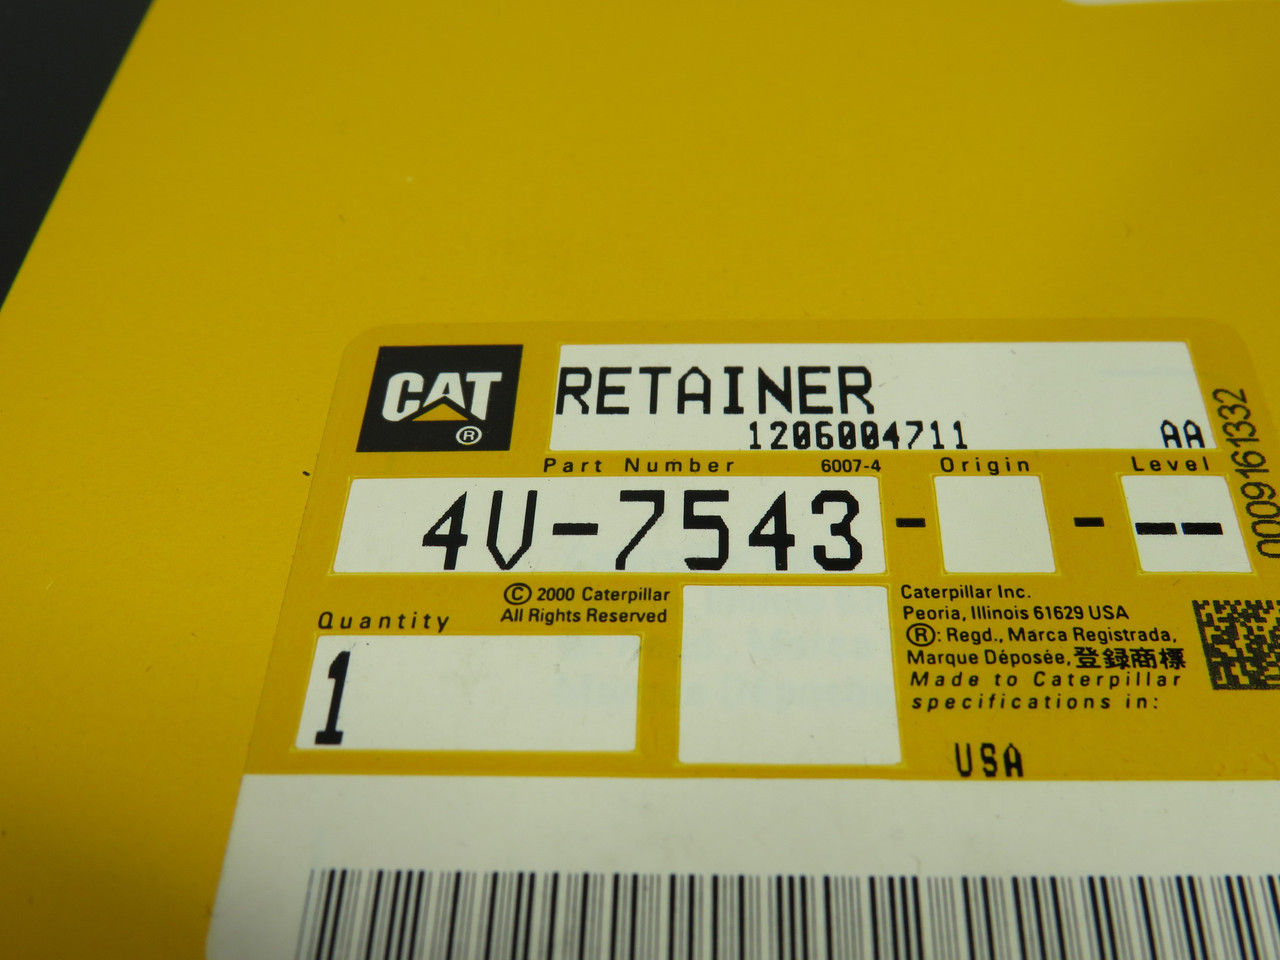 CAT
®
RETAINER
1206004711 AA
Part Number 6007-4 Origin Level
4V-7543 - - --
0009161332
© 2000 Caterpillar
All Rights Reserved
Quantity
1
Caterpillar Inc.
Peoria, Illinois 61629 USA
®: Regd., Marca Registrada,
Marque Déposée, 登録商標
Made to Caterpillar
specifications in:
USA